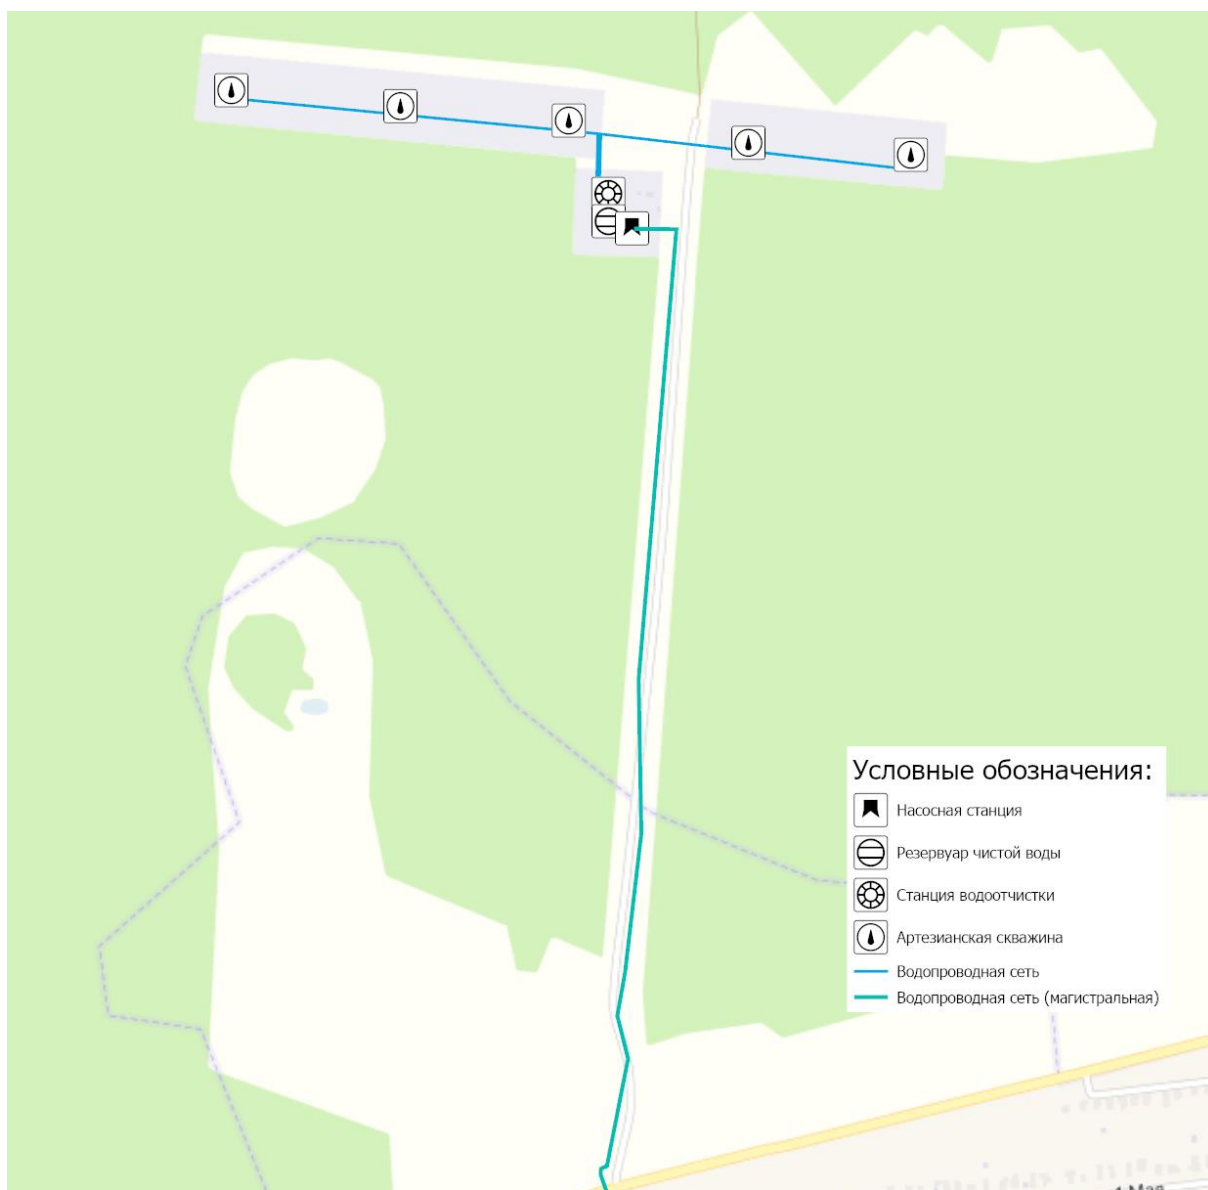 Условные обозначения:
Насосная станция
Резервуар чистой воды
Станция водоотчистки
Артезианская скважина
Водопроводная сеть
Водопроводная сеть (магистральная)